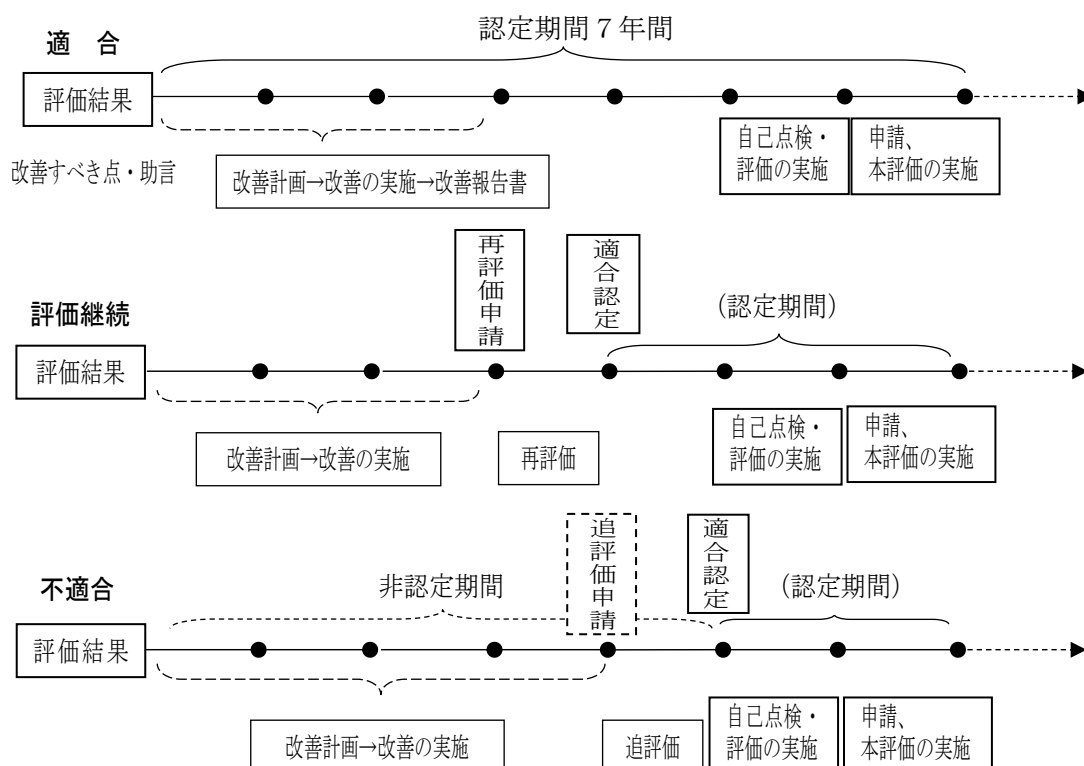 適　合
認定期間７年間
評価結果
改善すべき点・助言
改善計画→改善の実施→改善報告書
自己点検・
評価の実施
申請、
本評価の実施
評価継続
再評価申請
適合認定
(認定期間)
評価結果
改善計画→改善の実施
再評価
自己点検・
評価の実施
申請、
本評価の実施
不適合
非認定期間
追評価申請
適合認定
(認定期間)
評価結果
改善計画→改善の実施
追評価
自己点検・
評価の実施
申請、
本評価の実施